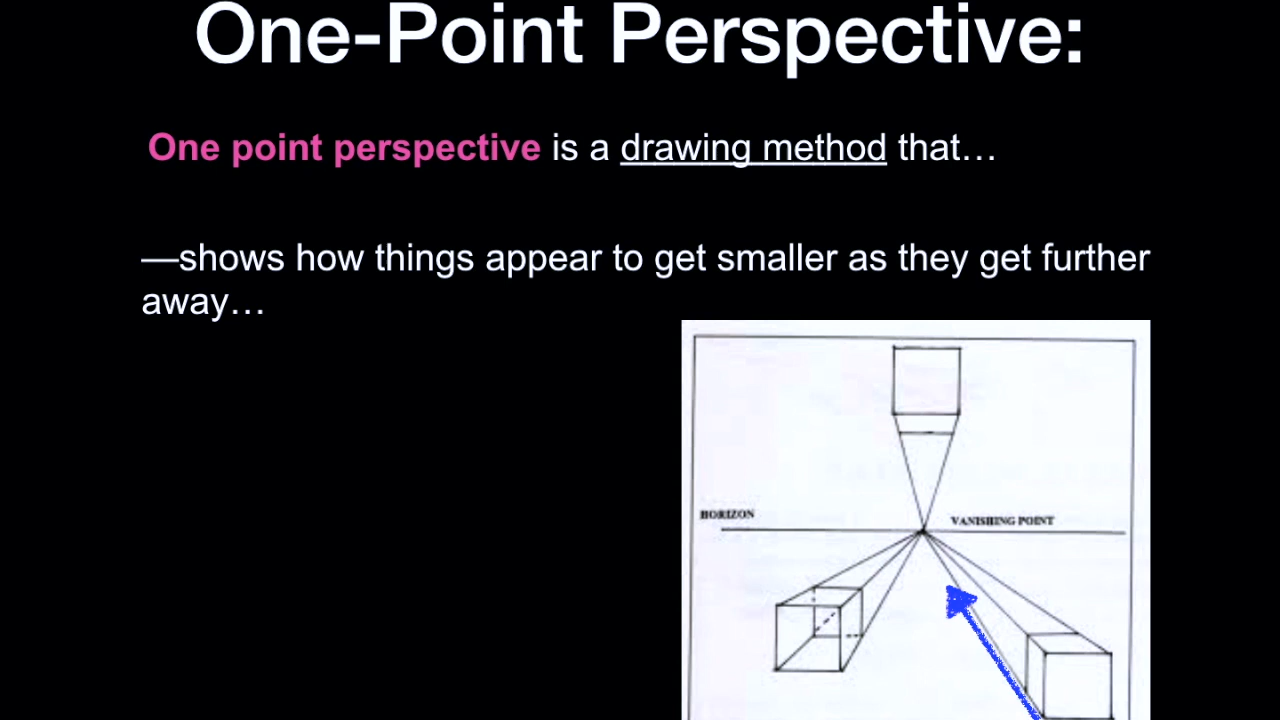 One-Point Perspective:
One point perspective is a drawing method that…
—shows how things appear to get smaller as they get further
away…
HORIZON
VANISHING POINT